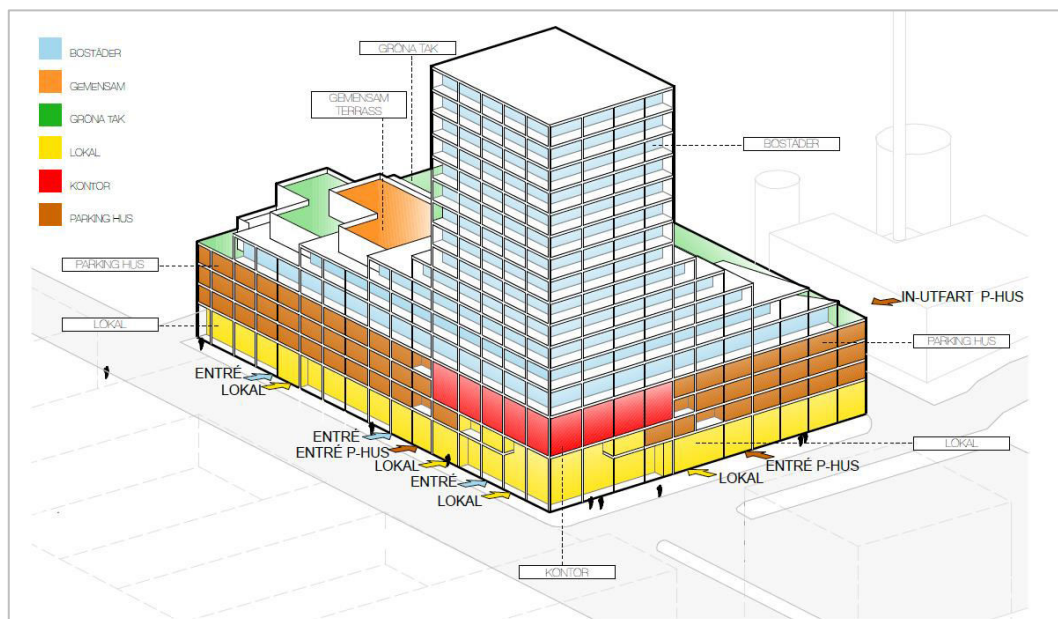 BOSTÄDER
GEMENSAM
GRÖNA TAK
LOKAL
KONTOR
PARKING HUS
GRÖNA TAK
GEMENSAM
TERRASS
BOSTÄDER
PARKING HUS
LOKAL
IN-UTFART P-HUS
PARKING HUS
ENTRÉ
LOKAL
ENTRÉ
ENTRÉ P-HUS
LOKAL
ENTRÉ
LOKAL
LOKAL
ENTRÉ P-HUS
LOKAL
KONTOR